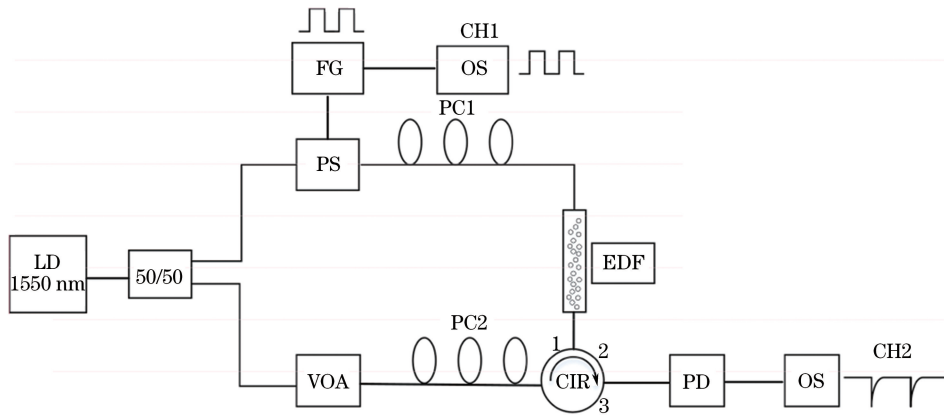 CH1
FG
OS
PC1
PS
LD
1550 nm
50/50
EDF
PC2
1
2
CH2
VOA
CIR
PD
OS
3